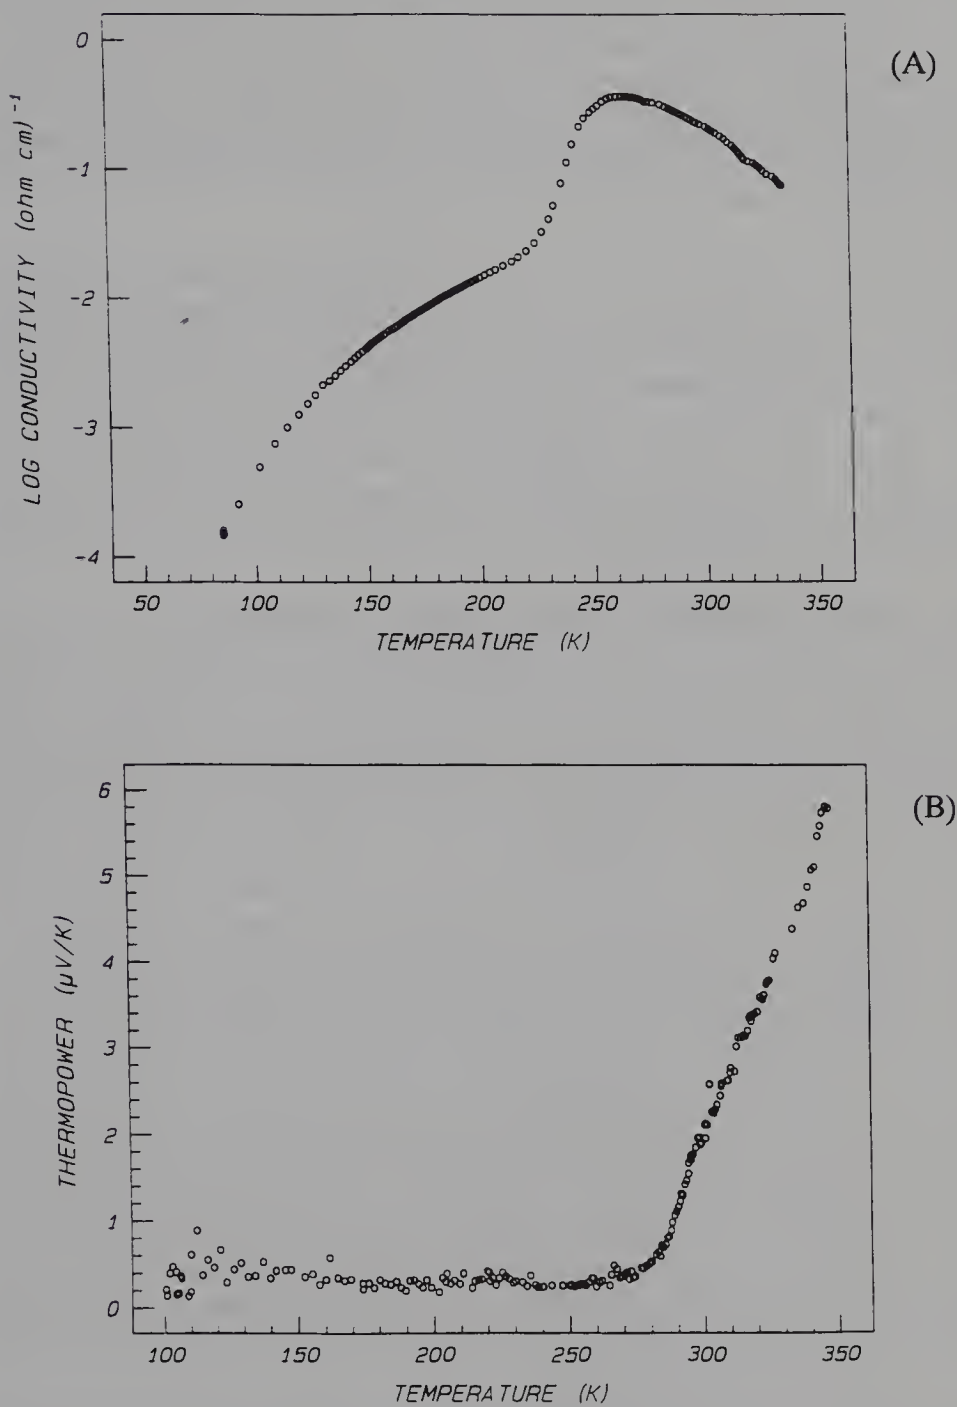 (A)
LOG CONDUCTIVITY (ohm cm)⁻¹
0
-1
-2
-3
-4
50 100 150 200 250 300 350
TEMPERATURE (K)
(B)
THERMOPOWER (μV/K)
6
5
4
3
2
1
0
100 150 200 250 300 350
TEMPERATURE (K)